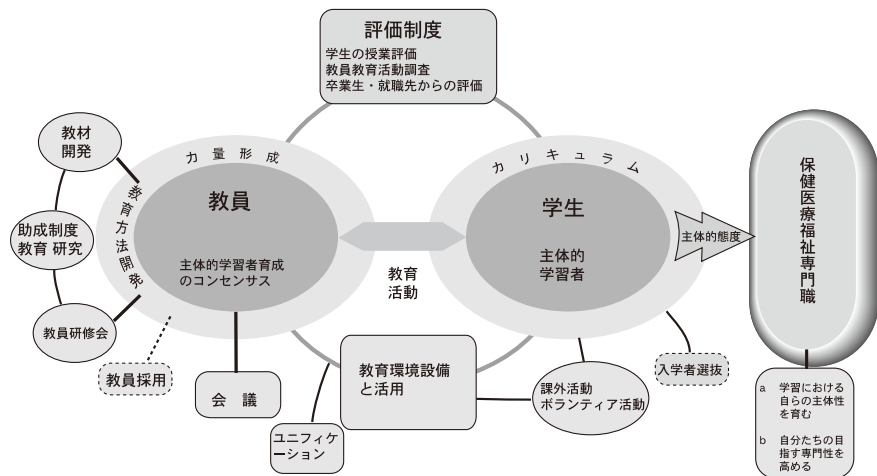 評価制度
学生の授業評価
教員教育活動調査
卒業生・就職先からの評価
力量形成
教育方法開発
教員
主体的学習者育成
のコンセンサス
教材
開発
助成制度
教育 研究
教員研修会
教員採用
会　議
教育
活動
カリキュラム
学生
主体的
学習者
主体的態度
保健医療福祉専門職
教育環境設備
と活用
ユニフィケ
ーション
課外活動
ボランティア活動
入学者選抜
a　学習における
自らの主体性
を育む
b　自分たちの目
指す専門性を
高める